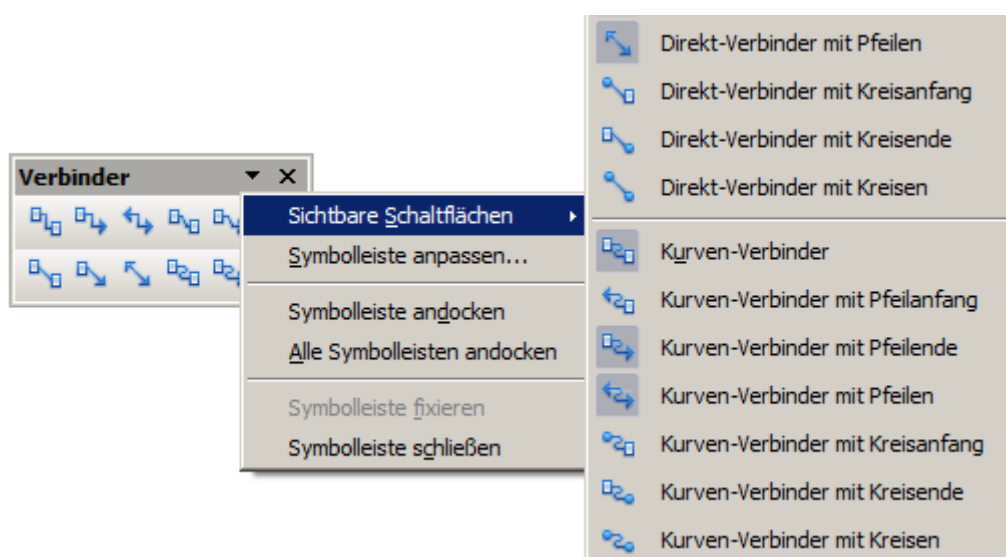 Verbinder
Sichtbare Schaltflächen
Symbolleiste anpassen...
Symbolleiste andocken
Alle Symbolleisten andocken
Symbolleiste fixieren
Symbolleiste schließen
Direkt-Verbinder mit Pfeilen
Direkt-Verbinder mit Kreisanfang
Direkt-Verbinder mit Kreisende
Direkt-Verbinder mit Kreisen
Kurven-Verbinder
Kurven-Verbinder mit Pfeilanfang
Kurven-Verbinder mit Pfeilende
Kurven-Verbinder mit Pfeilen
Kurven-Verbinder mit Kreisanfang
Kurven-Verbinder mit Kreisende
Kurven-Verbinder mit Kreisen